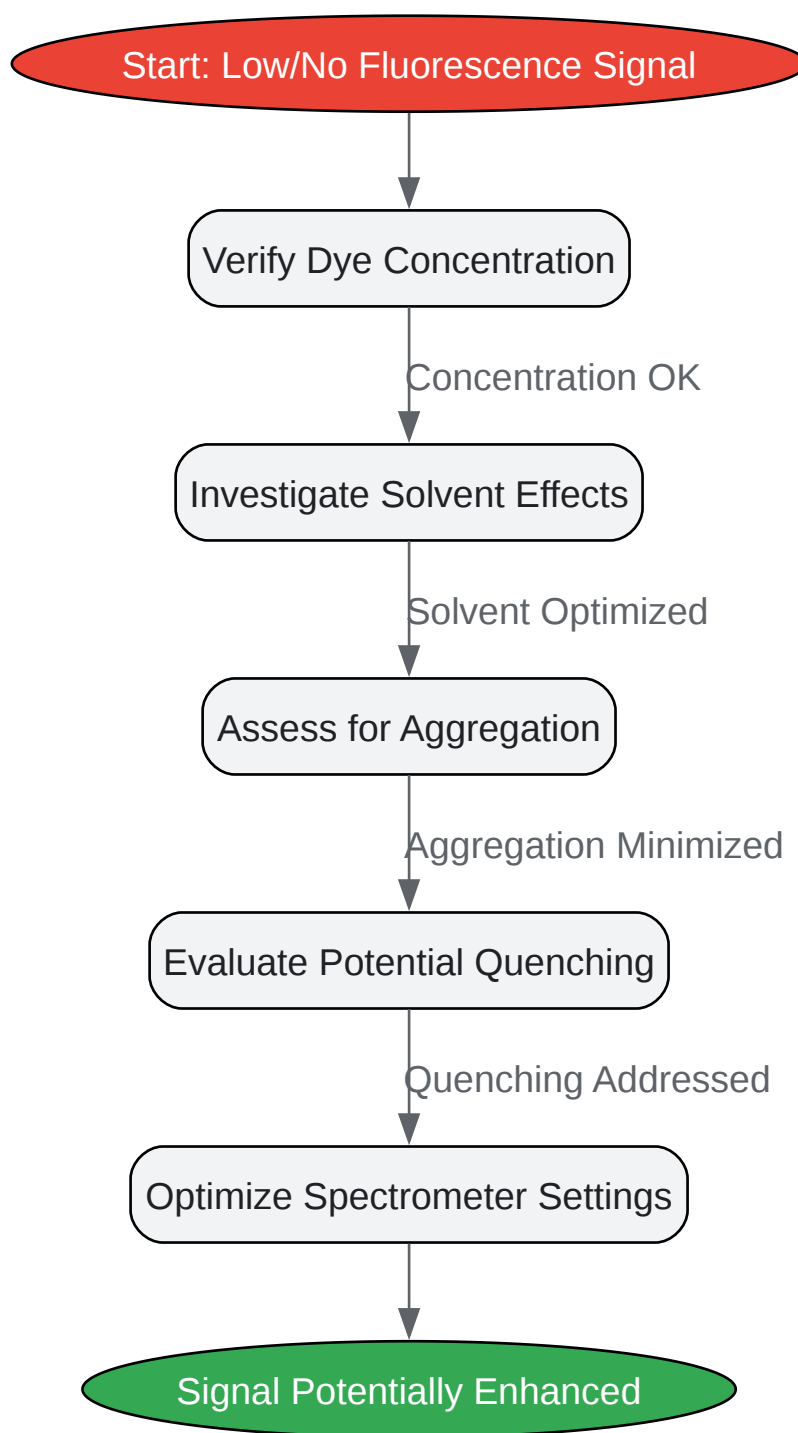 Start: Low/No Fluorescence Signal
Verify Dye Concentration
Concentration OK
Investigate Solvent Effects
Solvent Optimized
Assess for Aggregation
Aggregation Minimized
Evaluate Potential Quenching
Quenching Addressed
Optimize Spectrometer Settings
Signal Potentially Enhanced